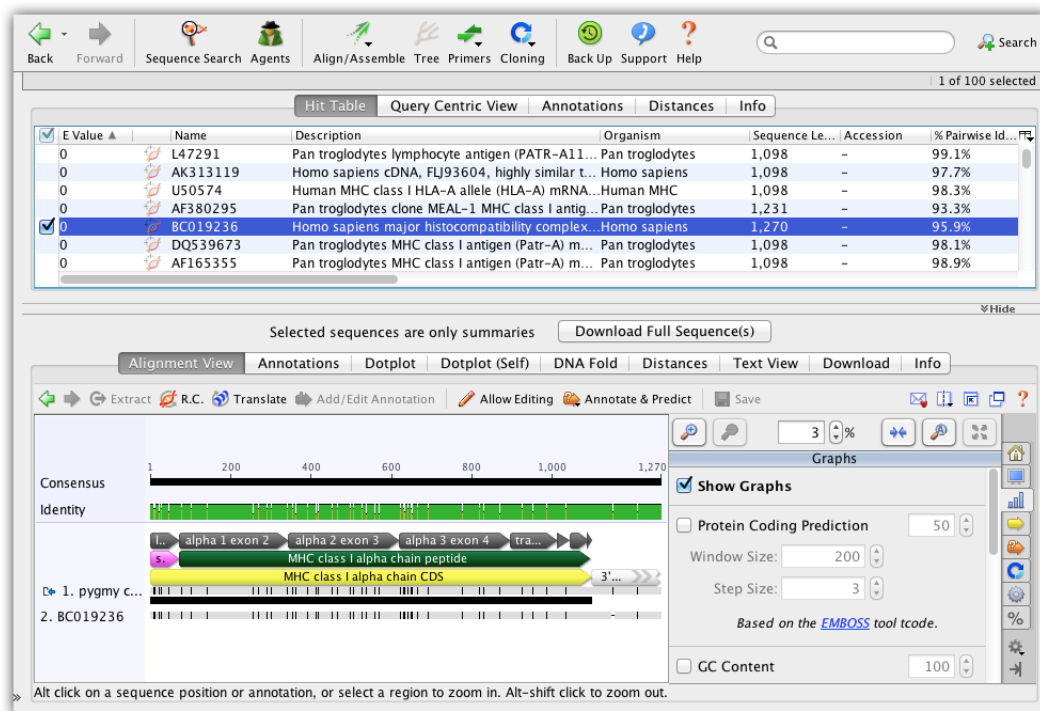 Back Forward Sequence Search Agents Align/Assemble Tree Primers Cloning Back Up Support Help Search
1 of 100 selected
Hit Table Query Centric View Annotations Distances Info
E Value ▲ Name Description Organism Sequence Le... Accession % Pairwise Id...
0 L47291 Pan troglodytes lymphocyte antigen (PATR-A11... Pan troglodytes 1,098 - 99.1%
0 AK313119 Homo sapiens cDNA, FLJ93604, highly similar t... Homo sapiens 1,098 - 97.7%
0 U50574 Human MHC class I HLA-A allele (HLA-A) mRNA... Human MHC 1,098 - 98.3%
0 AF380295 Pan troglodytes clone MEAL-1 MHC class I antig... Pan troglodytes 1,231 - 93.3%
0 BC019236 Homo sapiens major histocompatibility complex... Homo sapiens 1,270 - 95.9%
0 DQ539673 Pan troglodytes MHC class I antigen (Patr-A) m... Pan troglodytes 1,098 - 98.1%
0 AF165355 Pan troglodytes MHC class I antigen (Patr-A) m... Pan troglodytes 1,098 - 98.9%
Hide
Selected sequences are only summaries Download Full Sequence(s)
Alignment View Annotations Dotplot Dotplot (Self) DNA Fold Distances Text View Download Info
Extract R.C. Translate Add/Edit Annotation Allow Editing Annotate & Predict Save ?
3 %
Graphs
1 200 400 600 800 1,000 1,270
Consensus
Identity
l... alpha 1 exon 2 alpha 2 exon 3 alpha 3 exon 4 tra...
s. MHC class I alpha chain peptide
MHC class I alpha chain CDS 3'...
1. pygmy c...
2. BC019236
Show Graphs
Protein Coding Prediction 50
Window Size: 200
Step Size: 3
Based on the EMBOSS tool tcode.
GC Content 100
%
Alt click on a sequence position or annotation, or select a region to zoom in. Alt-shift click to zoom out.